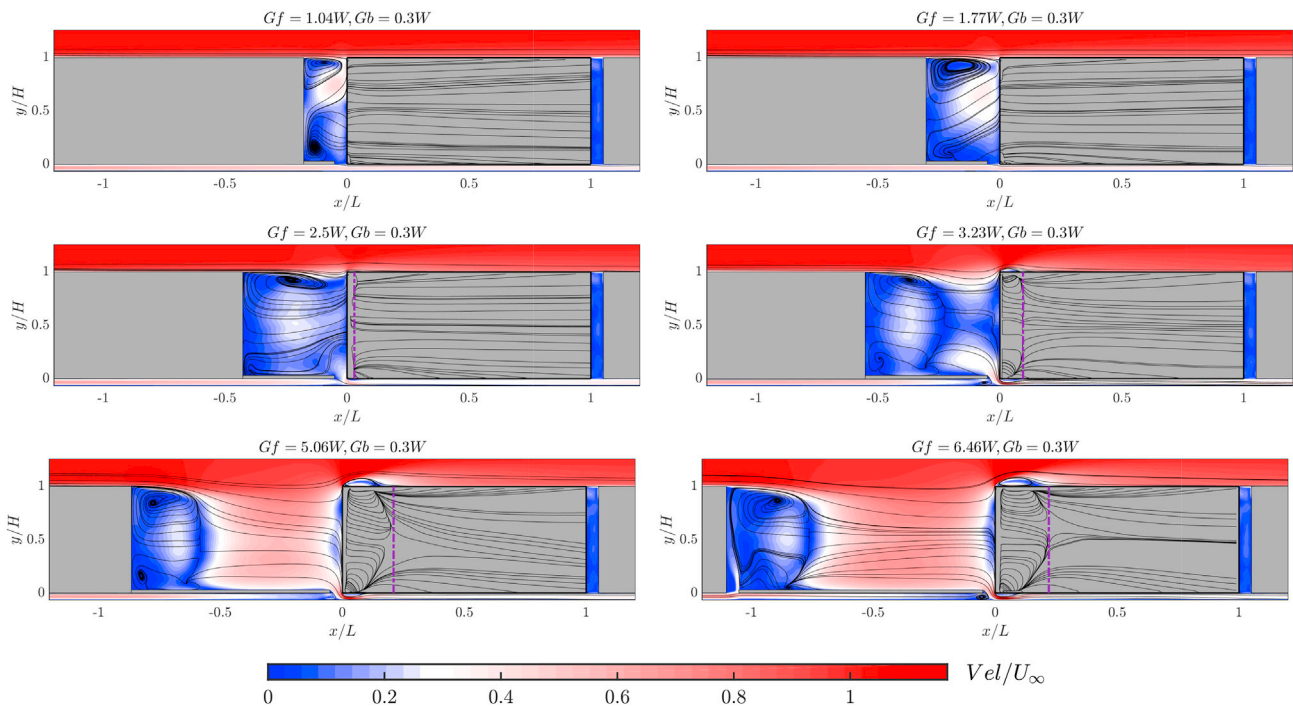 Gf = 1.04W, Gb = 0.3W
1
0.5
0
y/H
-1
-0.5
0
0.5
1
x/L
Gf = 1.77W, Gb = 0.3W
1
0.5
0
y/H
-1
-0.5
0
0.5
1
x/L
Gf = 2.5W, Gb = 0.3W
1
0.5
0
y/H
-1
-0.5
0
0.5
1
x/L
Gf = 3.23W, Gb = 0.3W
1
0.5
0
y/H
-1
-0.5
0
0.5
1
x/L
Gf = 5.06W, Gb = 0.3W
1
0.5
0
y/H
-1
-0.5
0
0.5
1
x/L
Gf = 6.46W, Gb = 0.3W
1
0.5
0
y/H
-1
-0.5
0
0.5
1
x/L
Vel/U∞
0
0.2
0.4
0.6
0.8
1